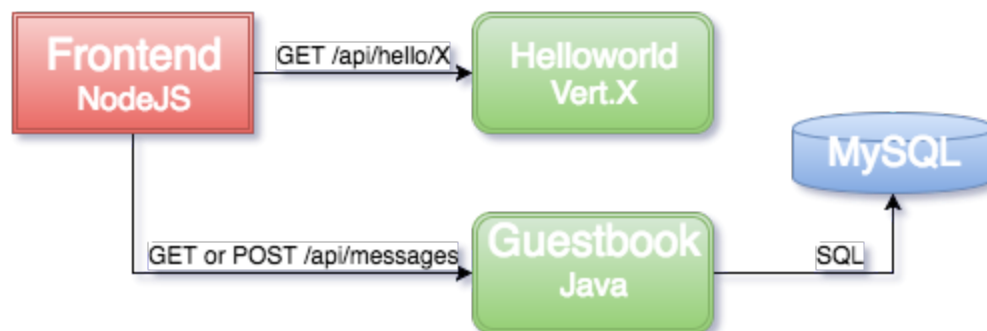 Frontend
NodeJS
GET /api/hello/X
Helloworld
Vert.X
MySQL
GET or POST /api/messages
Guestbook
Java
SQL